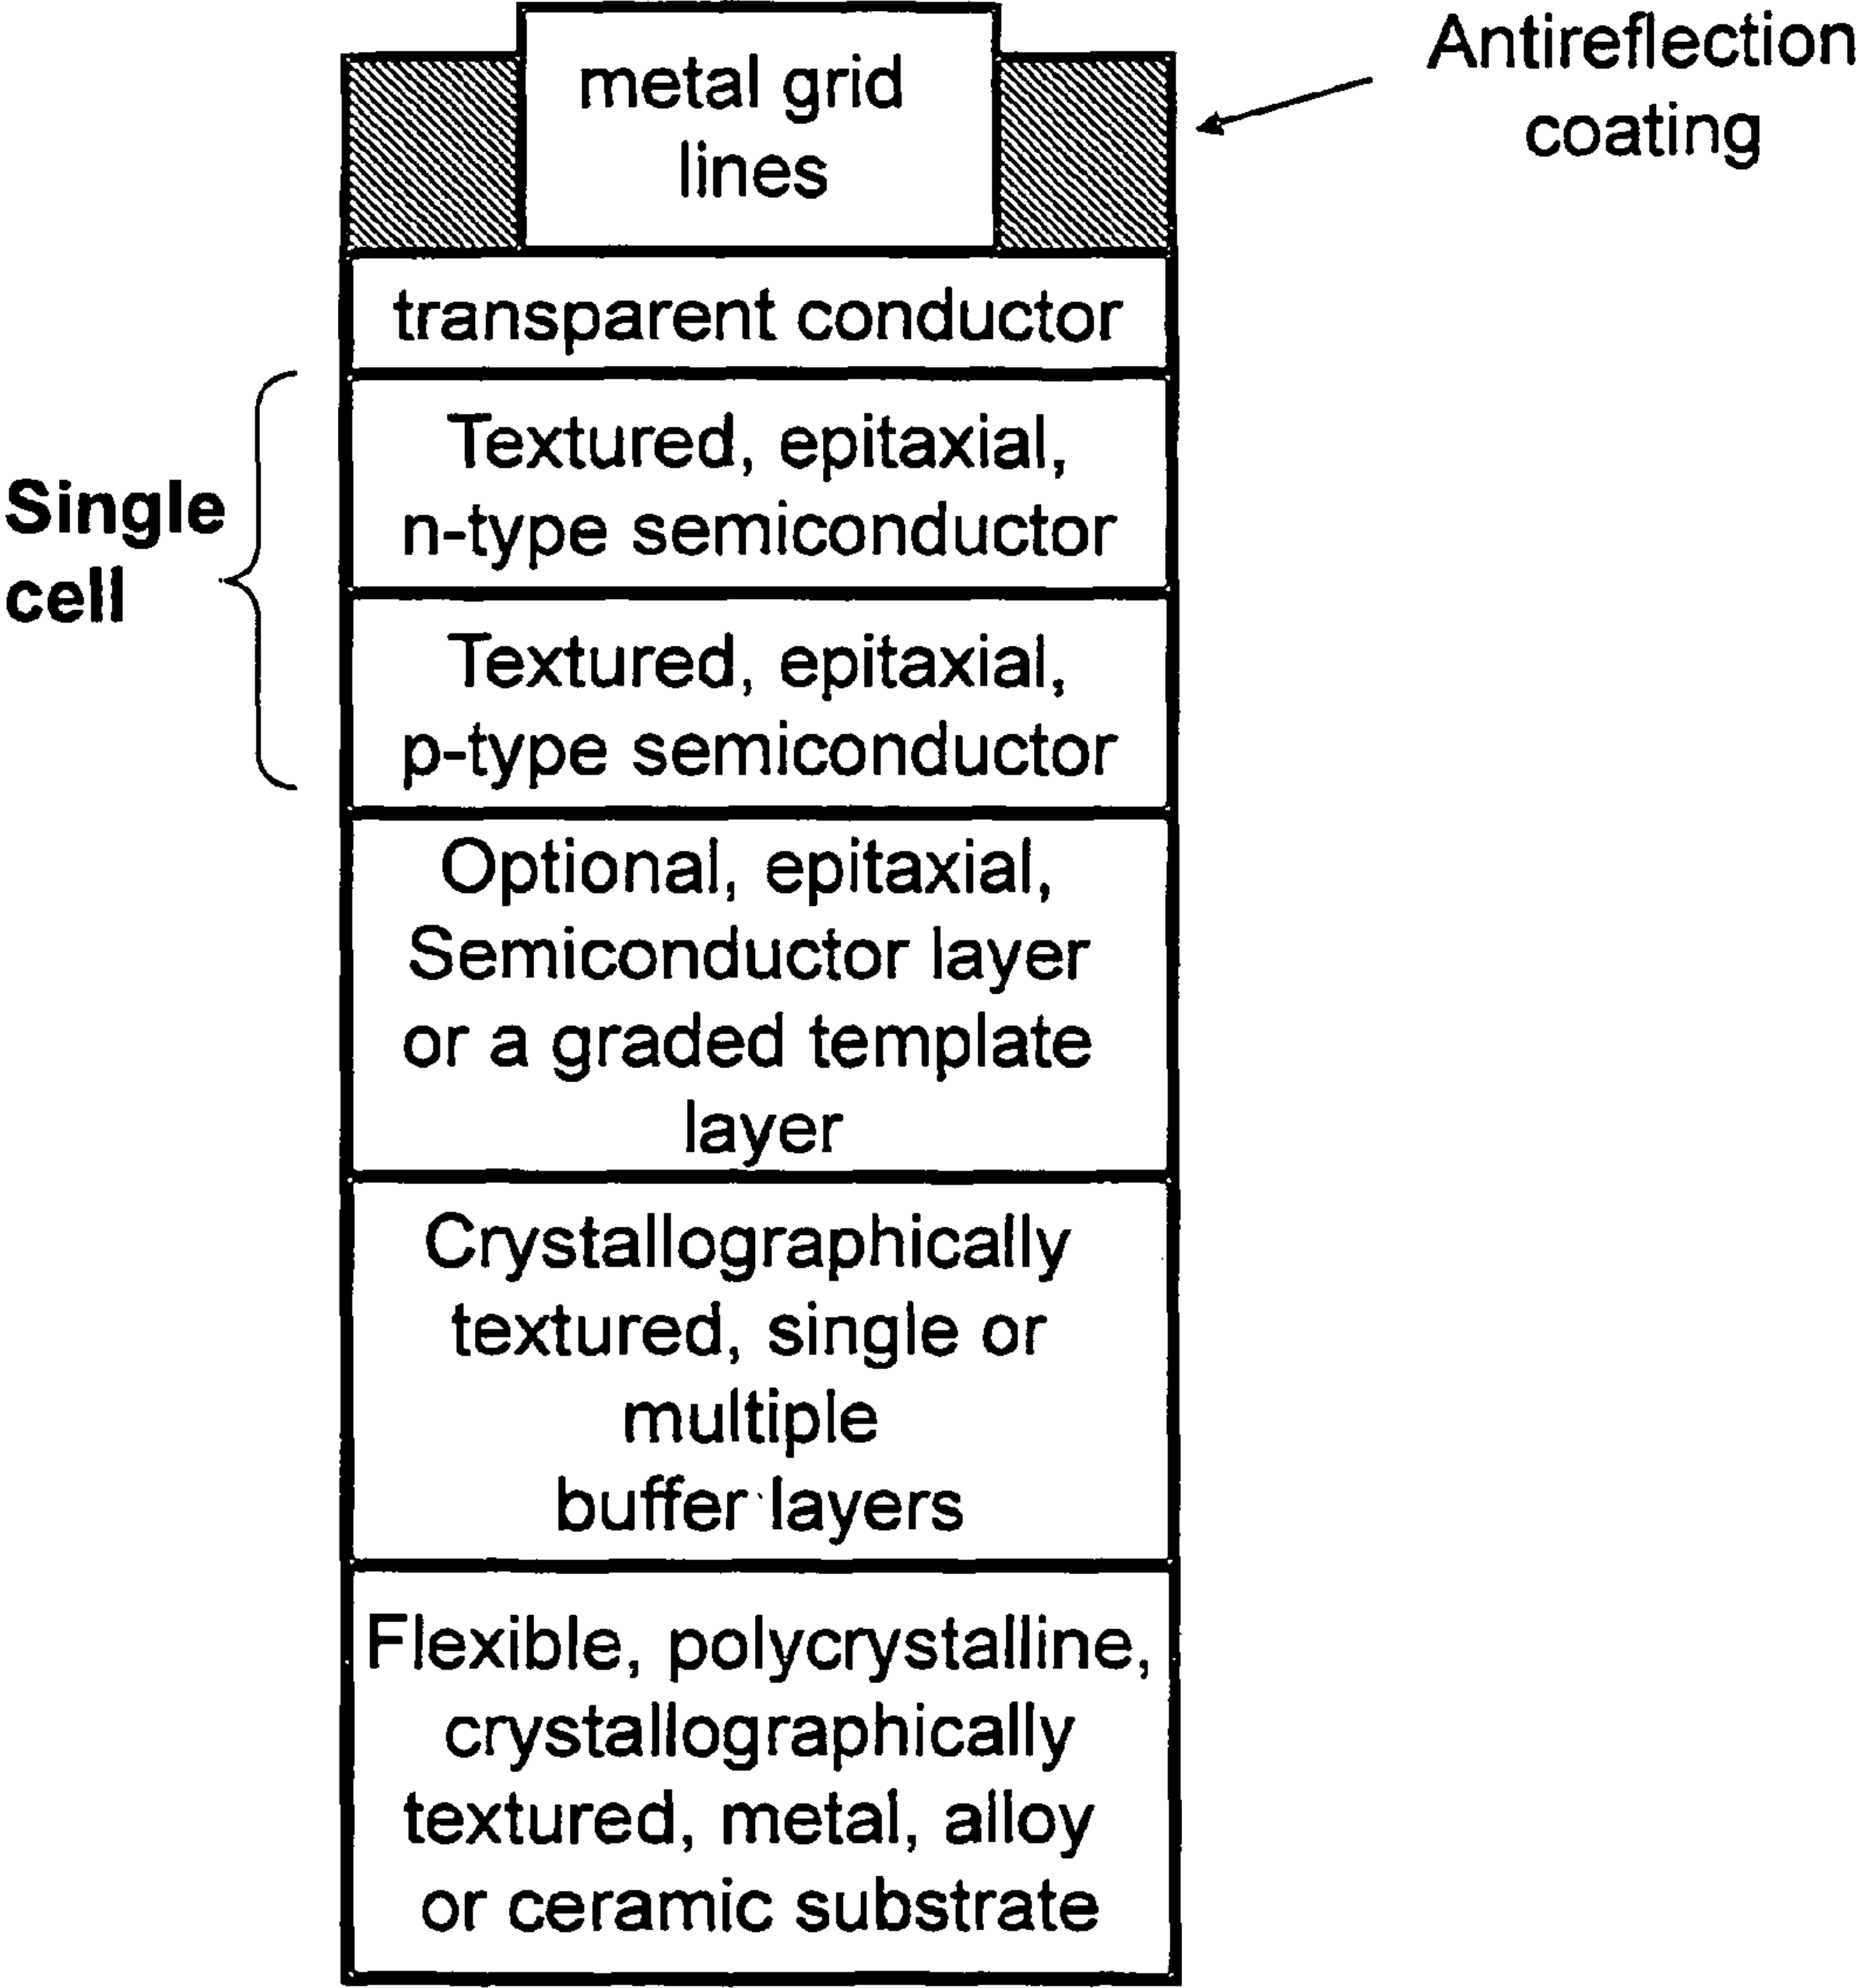 metal grid
lines
Antireflection
coating
transparent conductor
Single
cell
Textured, epitaxial,
n-type semiconductor
Textured, epitaxial,
p-type semiconductor
Optional, epitaxial,
Semiconductor layer
or a graded template
layer
Crystallographically
textured, single or
multiple
buffer layers
Flexible, polycrystalline,
crystallographically
textured, metal, alloy
or ceramic substrate